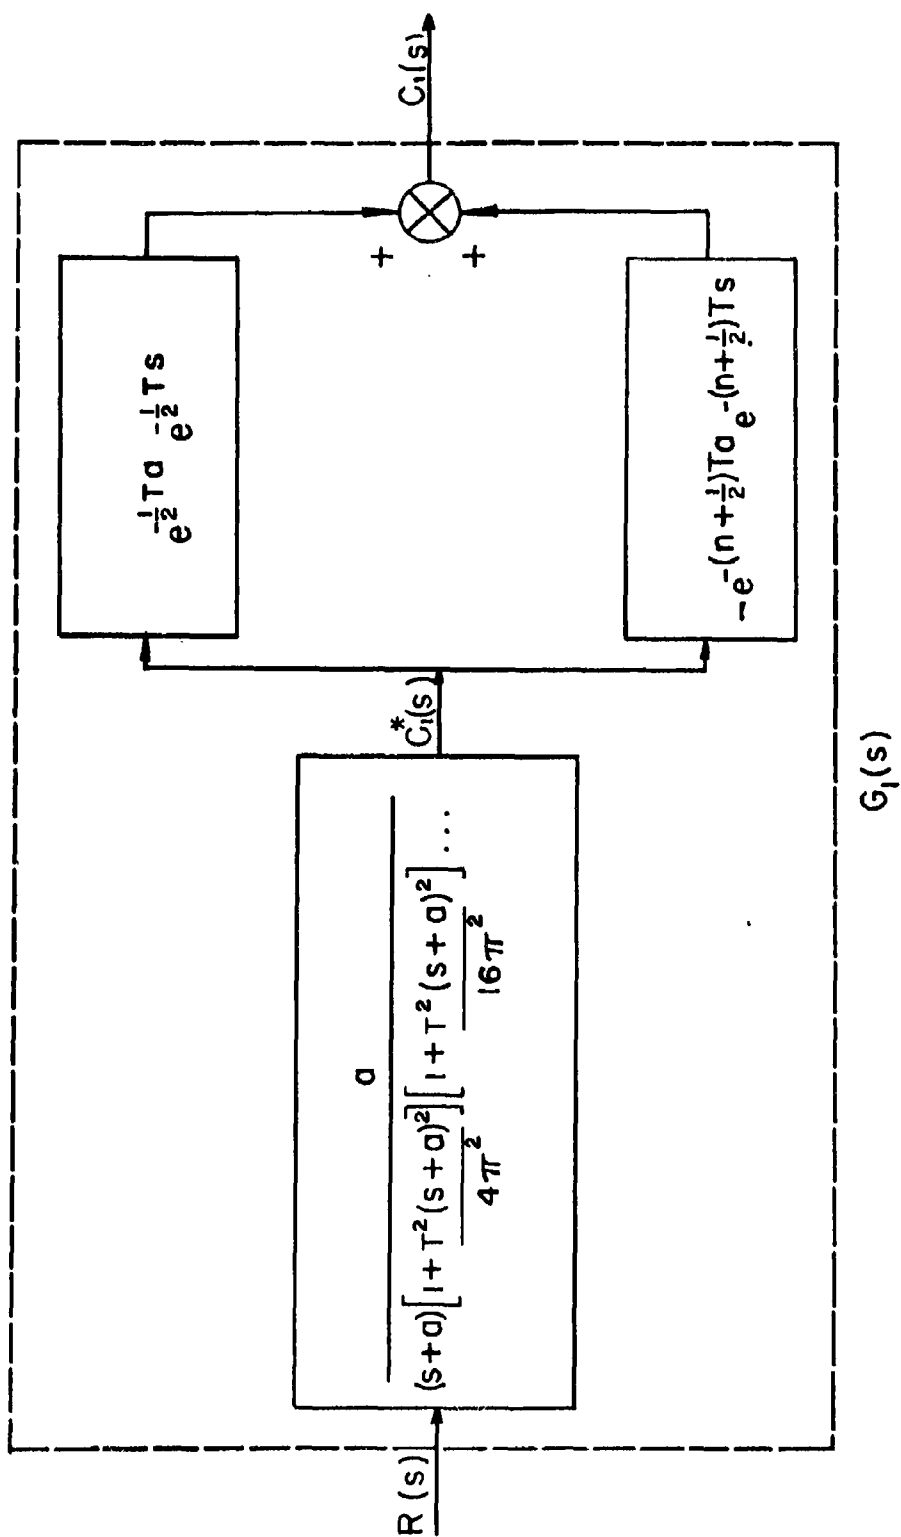 R(s)
a
(s+a)[1+T²(s+a)²/4π²][1+T²(s+a)²/16π²]...
C₁*(s)
e^-½Ta e^-½Ts
-e^-(n+½)Ta e^-(n+½)Ts
+
+
C₁(s)
G₁(s)